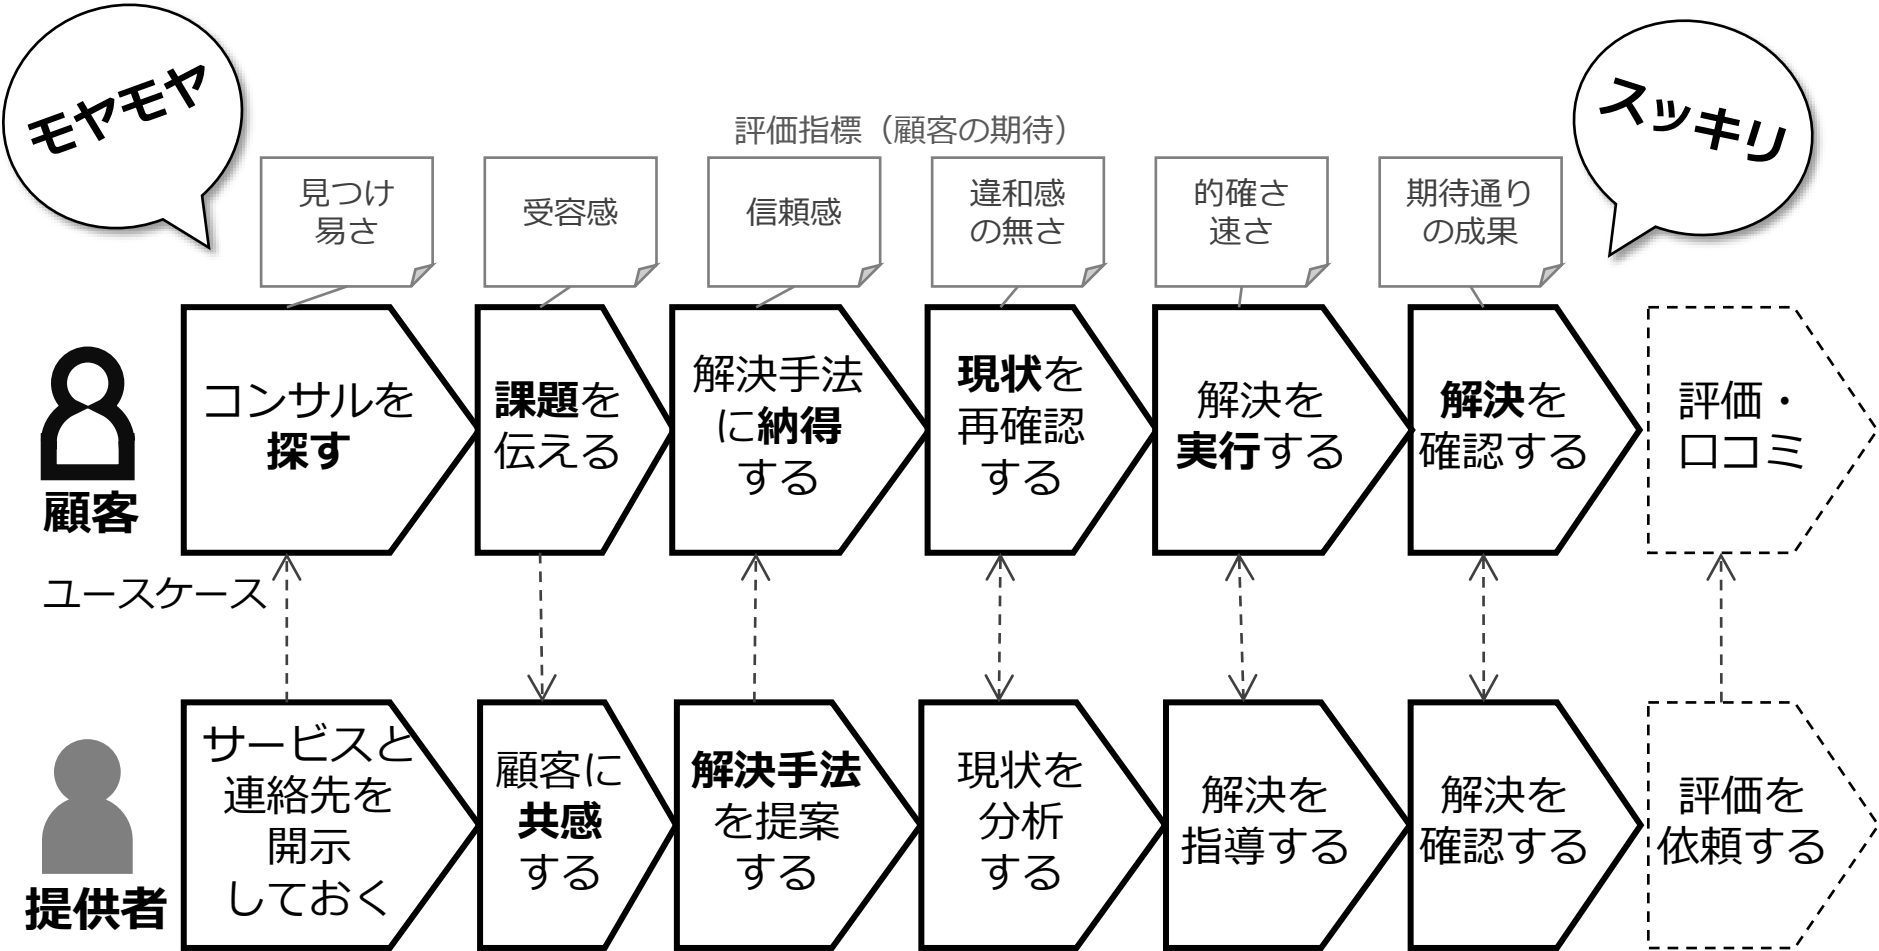 モヤモヤ
スッキリ
評価指標（顧客の期待）
見つけ
易さ
受容感
信頼感
違和感
の無さ
的確さ
速さ
期待通り
の成果
顧客
コンサルを
探す
課題を
伝える
解決手法
に納得
する
現状を
再確認
する
解決を
実行する
解決を
確認する
評価・
口コミ
ユースケース
提供者
サービスと
連絡先を
開示
しておく
顧客に
共感
する
解決手法
を提案
する
現状を
分析
する
解決を
指導する
解決を
確認する
評価を
依頼する